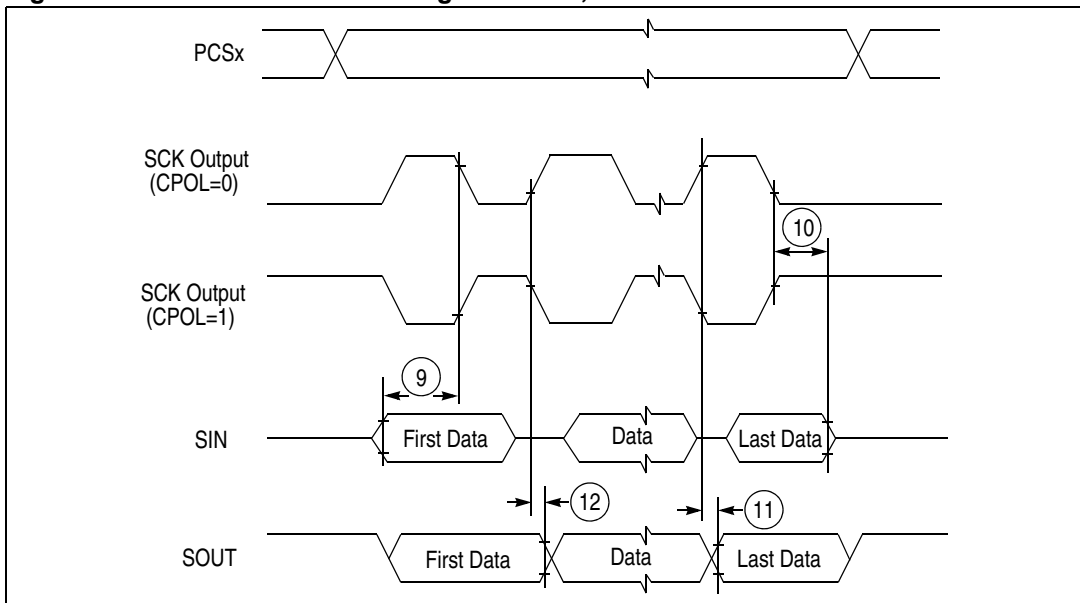 PCSx
SCK Output
(CPOL=0)
10
SCK Output
(CPOL=1)
9
SIN
First Data
Data
Last Data
12
11
SOUT
First Data
Data
Last Data